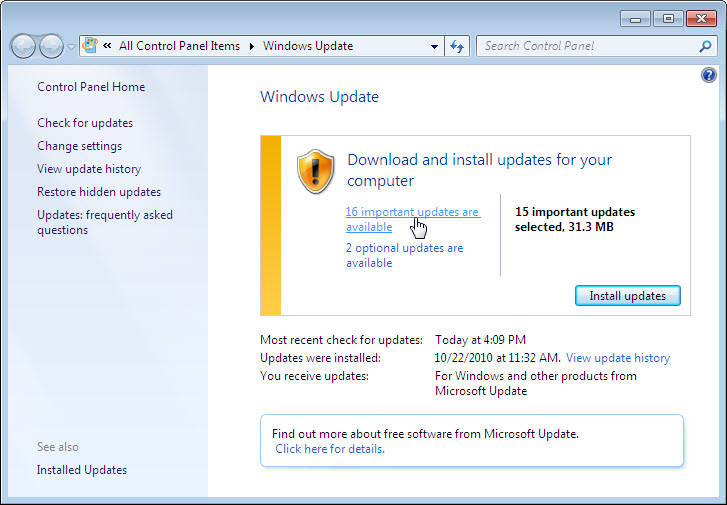 « All Control Panel Items ▸ Windows Update
Search Control Panel
Control Panel Home
Check for updates
Change settings
View update history
Restore hidden updates
Updates: frequently asked
questions
See also
Installed Updates
Windows Update
Download and install updates for your
computer
16 important updates are
available
2 optional updates are
available
15 important updates
selected, 31.3 MB
Install updates
Most recent check for updates: Today at 4:09 PM
Updates were installed: 10/22/2010 at 11:32 AM. View update history
You receive updates: For Windows and other products from
Microsoft Update
Find out more about free software from Microsoft Update.
Click here for details.